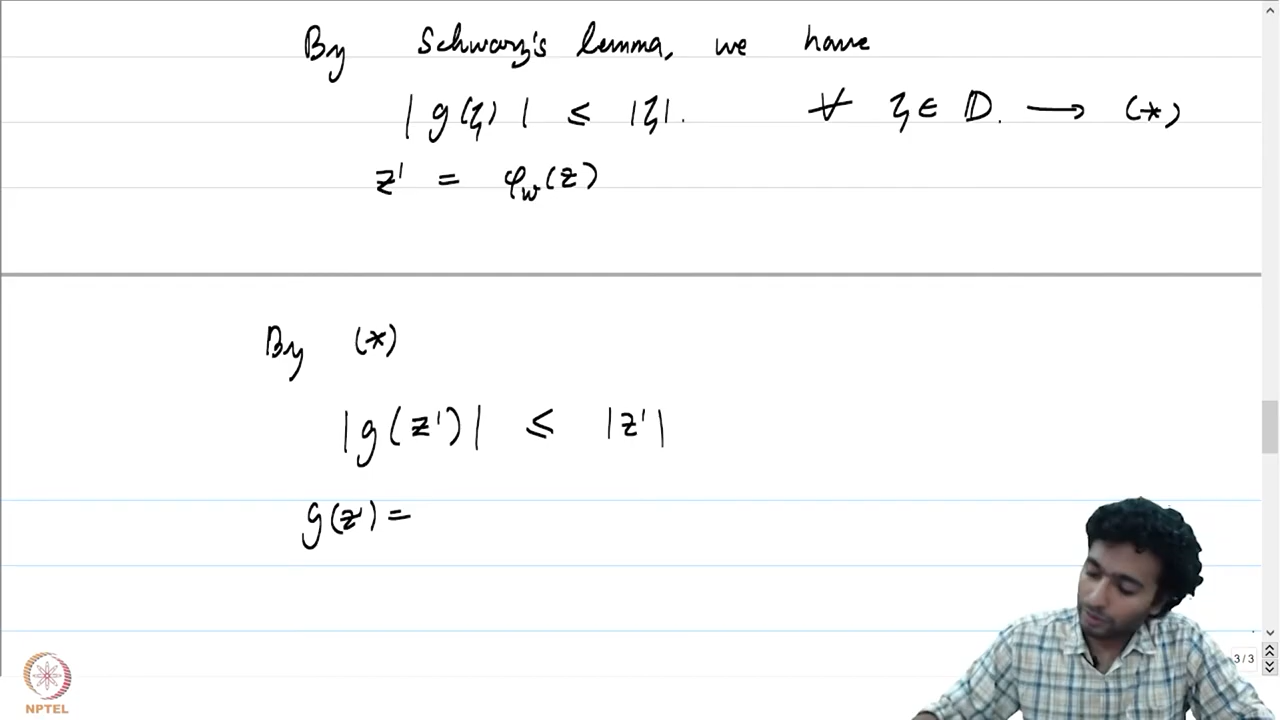 By Schwarz's lemma, we have
|g(ξ)| ≤ |ξ|. ∀ ξ ∈ 𝔻. ⟶ (*)
z' = φ_w(z)
By (*)
|g(z')| ≤ |z'|
g(z') =
3/3
NPTEL